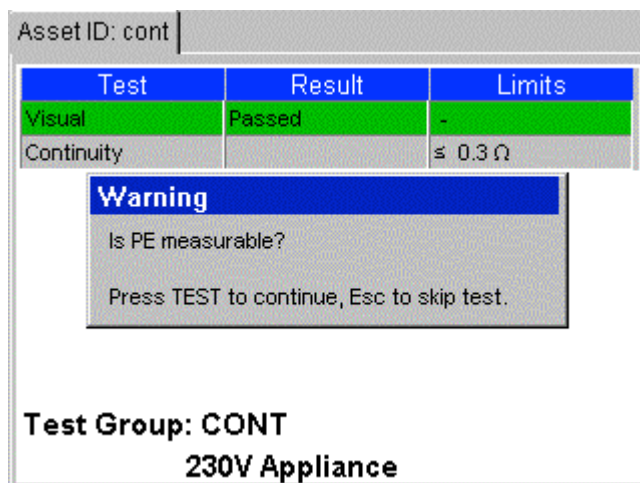 Asset ID: cont
Test Result Limits
Visual Passed -
Continuity ≤ 0.3 Ω
Warning
Is PE measurable?
Press TEST to continue, Esc to skip test.
Test Group: CONT
230V Appliance